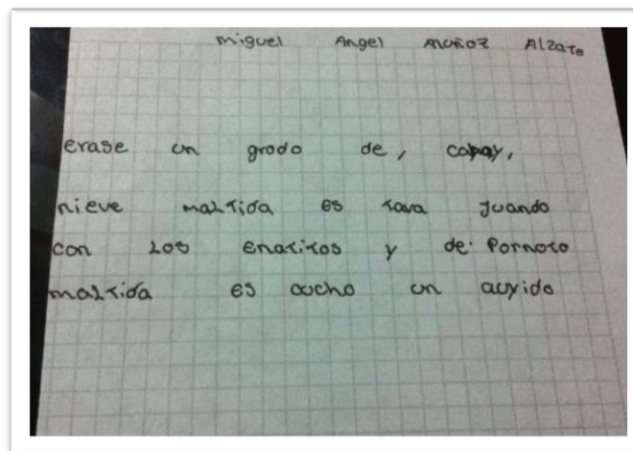 miguel Angel muñoz Alzate
erase un grodo de,
nieve maltida es tava Juando
con Los enatitos y de Pornoto
maltida es oucho un auyido